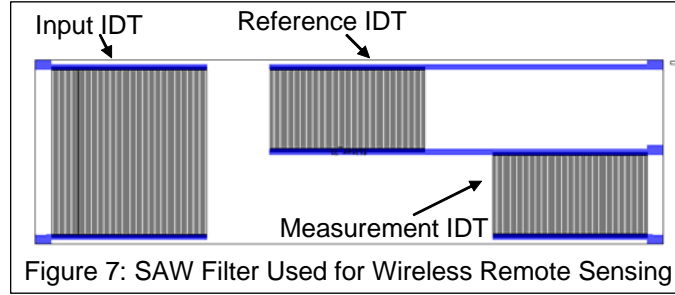 Input IDT
Reference IDT
Measurement IDT
Figure 7: SAW Filter Used for Wireless Remote Sensing